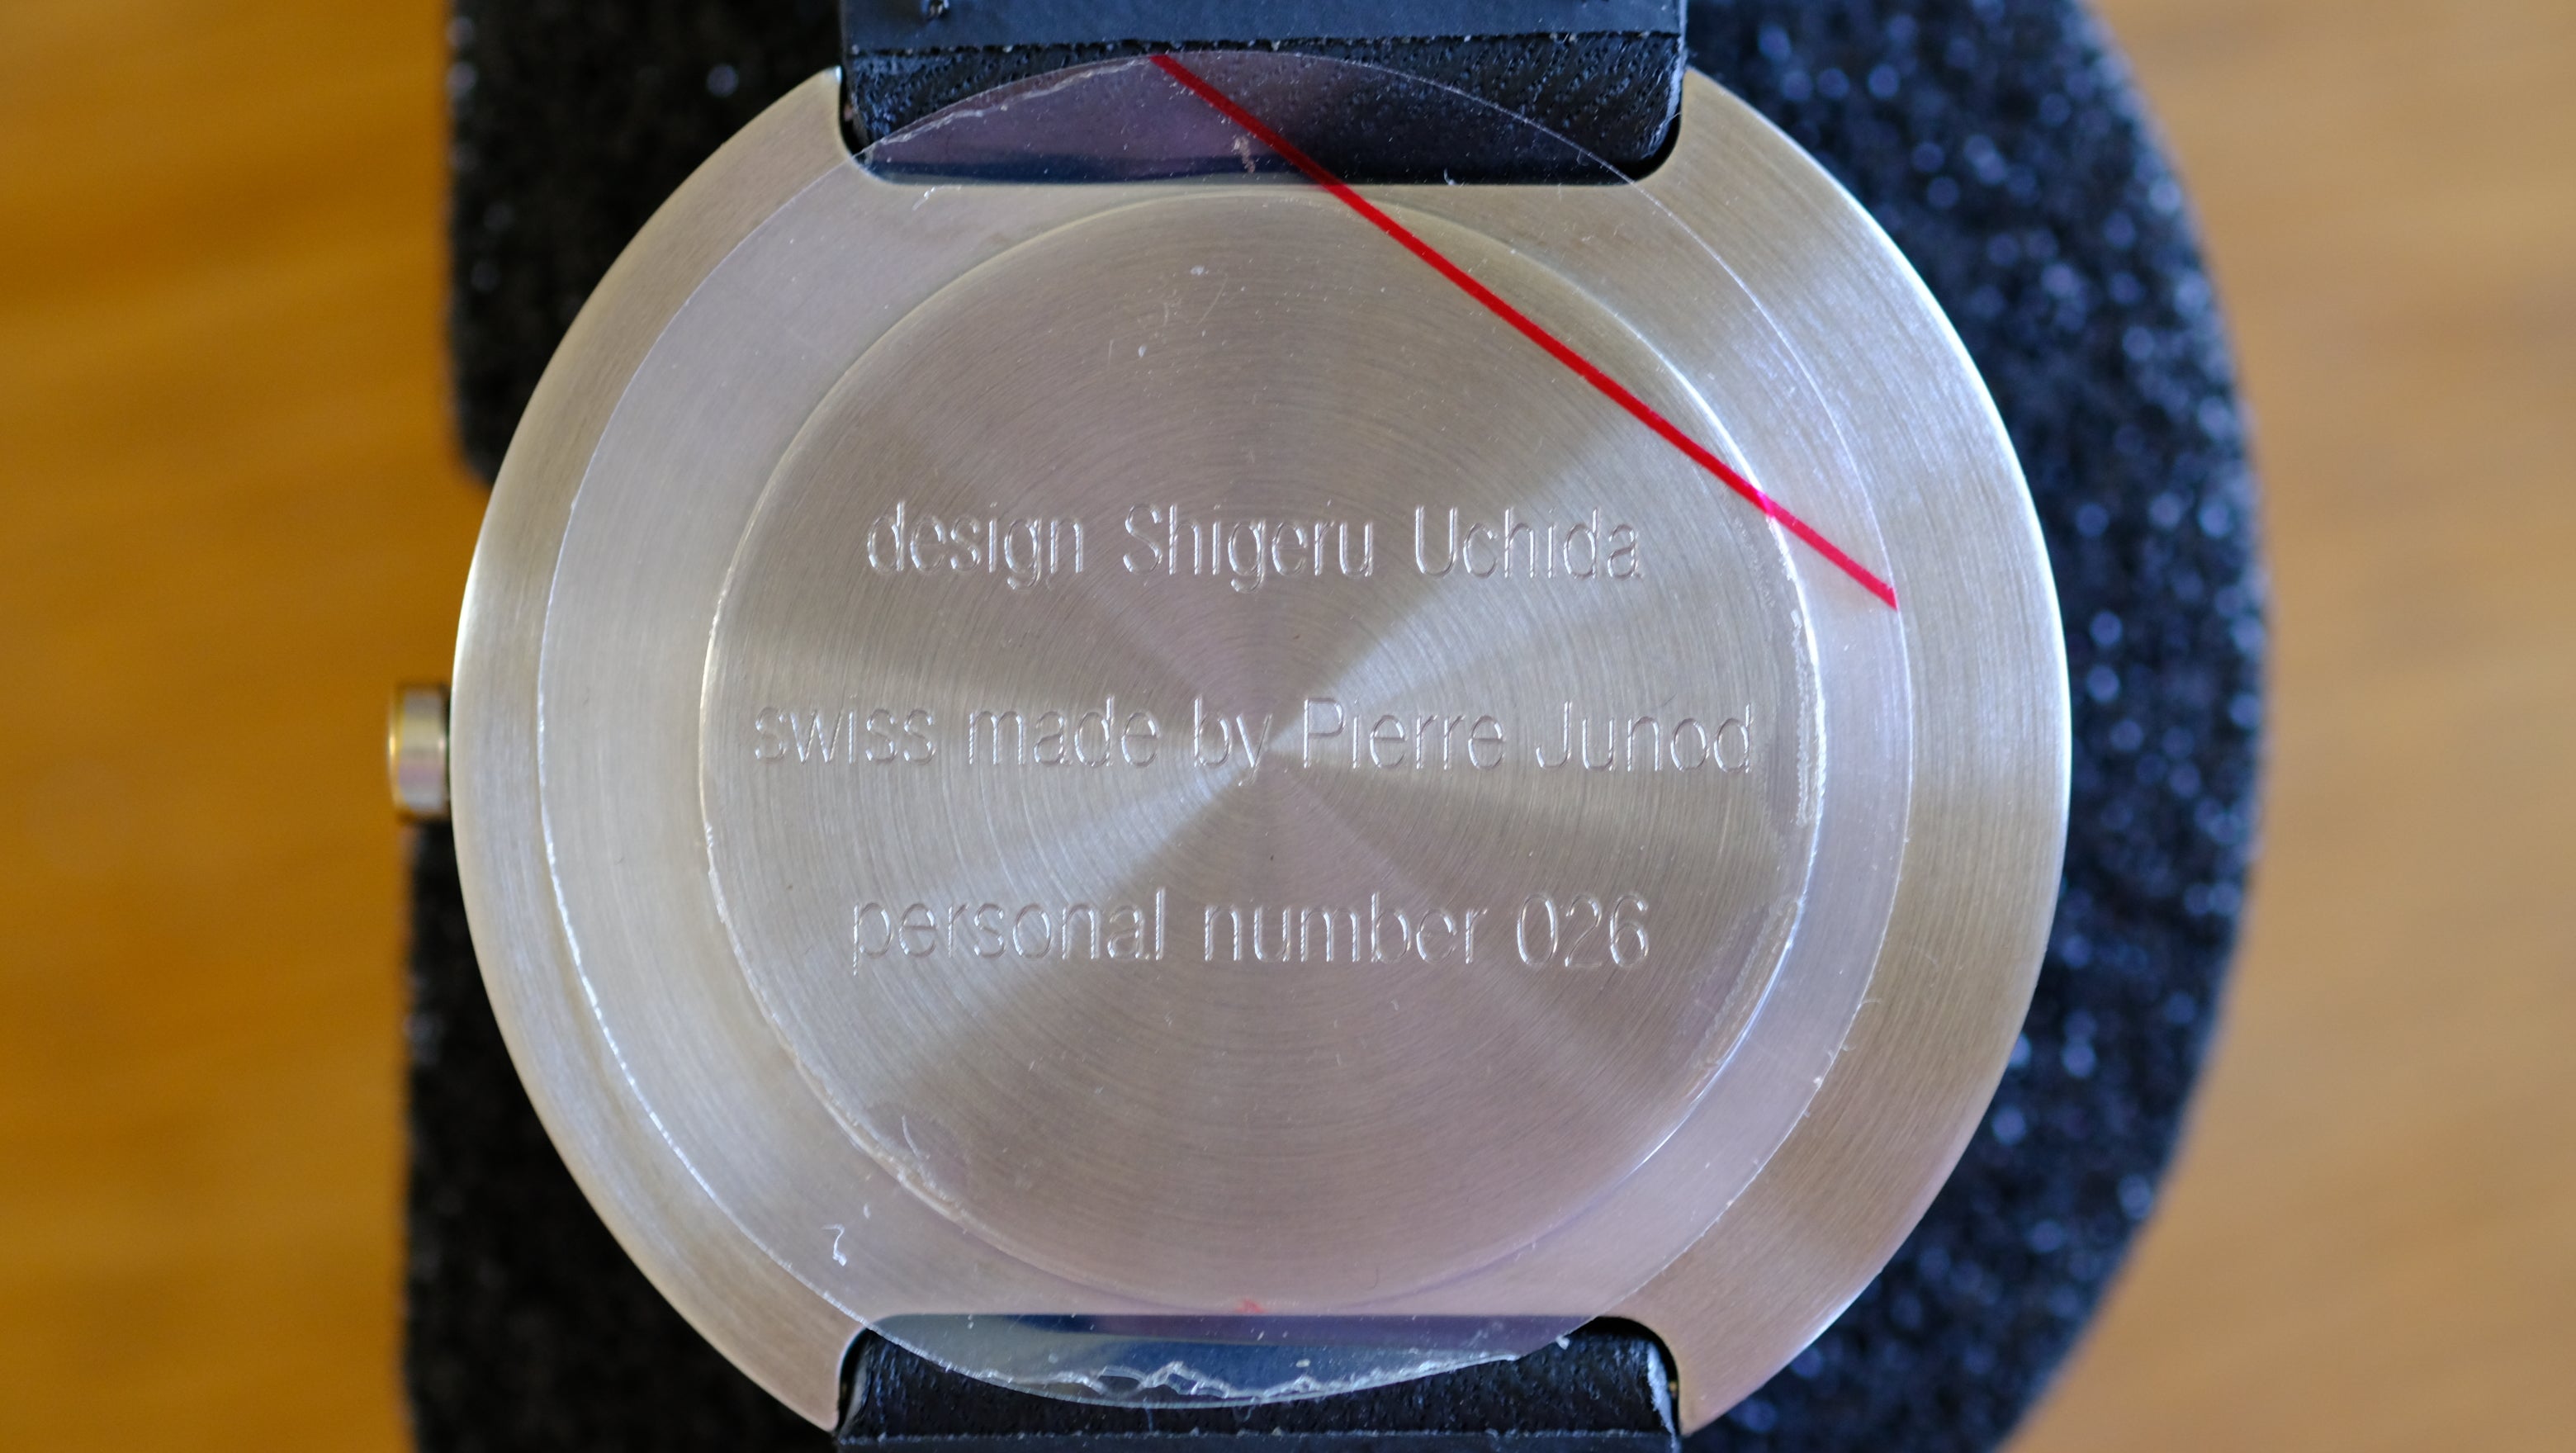 design Shigeru Uchida
swiss made by Pierre Junod
personal number 026